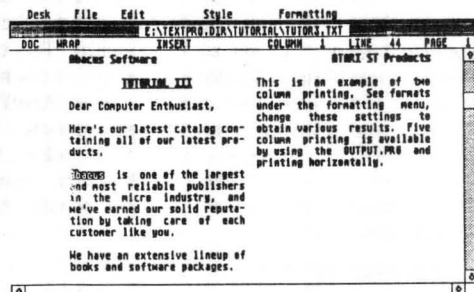 Desk File Edit Style Formatting
E:\TEXTPRO.DIR\TUTORIAL\TUTOR3.TXT
DOC WRAP INSERT COLUMN 1 LINE 44 PAGE 1
Abacus Software ATARI ST Products
TUTORIAL III
Dear Computer Enthusiast,
Here's our latest catalog con-
taining all of our latest pro-
ducts.
Abacus is one of the largest
and most reliable publishers
in the micro industry, and
we've earned our solid reputa-
tion by taking care of each
customer like you.
We have an extensive lineup of
books and software packages.
This is an example of two
column printing. See formats
under the formatting menu,
change these settings to
obtain various results. Five
column printing is available
by using the OUTPUT.PRG and
printing horizontally.